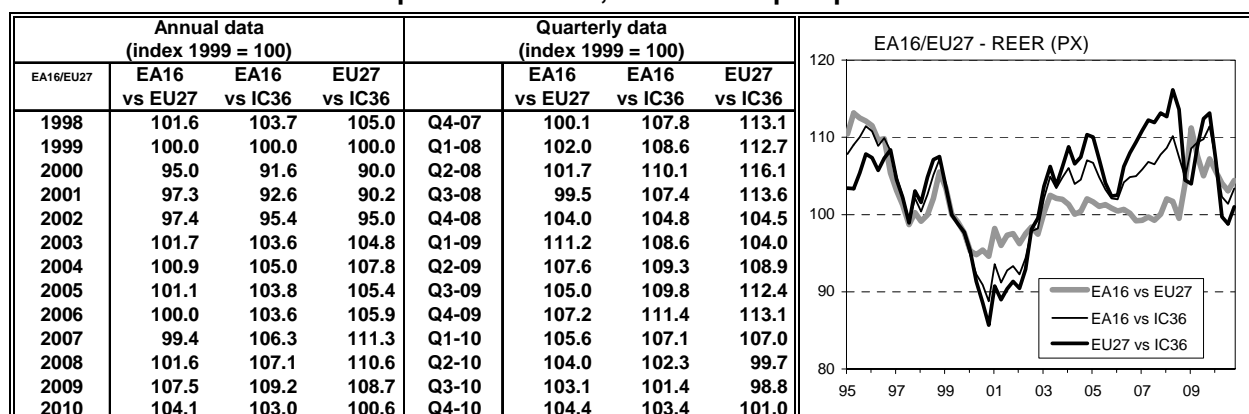 Annual data
(index 1999 = 100)
Quarterly data
(index 1999 = 100)
EA16/EU27 EA16 EA16 EU27 EA16 EA16 EU27
vs EU27 vs IC36 vs IC36 vs EU27 vs IC36 vs IC36
1998 101.6 103.7 105.0 Q4-07 100.1 107.8 113.1
1999 100.0 100.0 100.0 Q1-08 102.0 108.6 112.7
2000 95.0 91.6 90.0 Q2-08 101.7 110.1 116.1
2001 97.3 92.6 90.2 Q3-08 99.5 107.4 113.6
2002 97.4 95.4 95.0 Q4-08 104.0 104.8 104.5
2003 101.7 103.6 104.8 Q1-09 111.2 108.6 104.0
2004 100.9 105.0 107.8 Q2-09 107.6 109.3 108.9
2005 101.1 103.8 105.4 Q3-09 105.0 109.8 112.4
2006 100.0 103.6 105.9 Q4-09 107.2 111.4 113.1
2007 99.4 106.3 111.3 Q1-10 105.6 107.1 107.0
2008 101.6 107.1 110.6 Q2-10 104.0 102.3 99.7
2009 107.5 109.2 108.7 Q3-10 103.1 101.4 98.8
2010 104.1 103.0 100.6 Q4-10 104.4 103.4 101.0
EA16/EU27 - REER (PX)
120
110
100
90
80
95 97 99 01 03 05 07 09
EA16 vs EU27
EA16 vs IC36
EU27 vs IC36